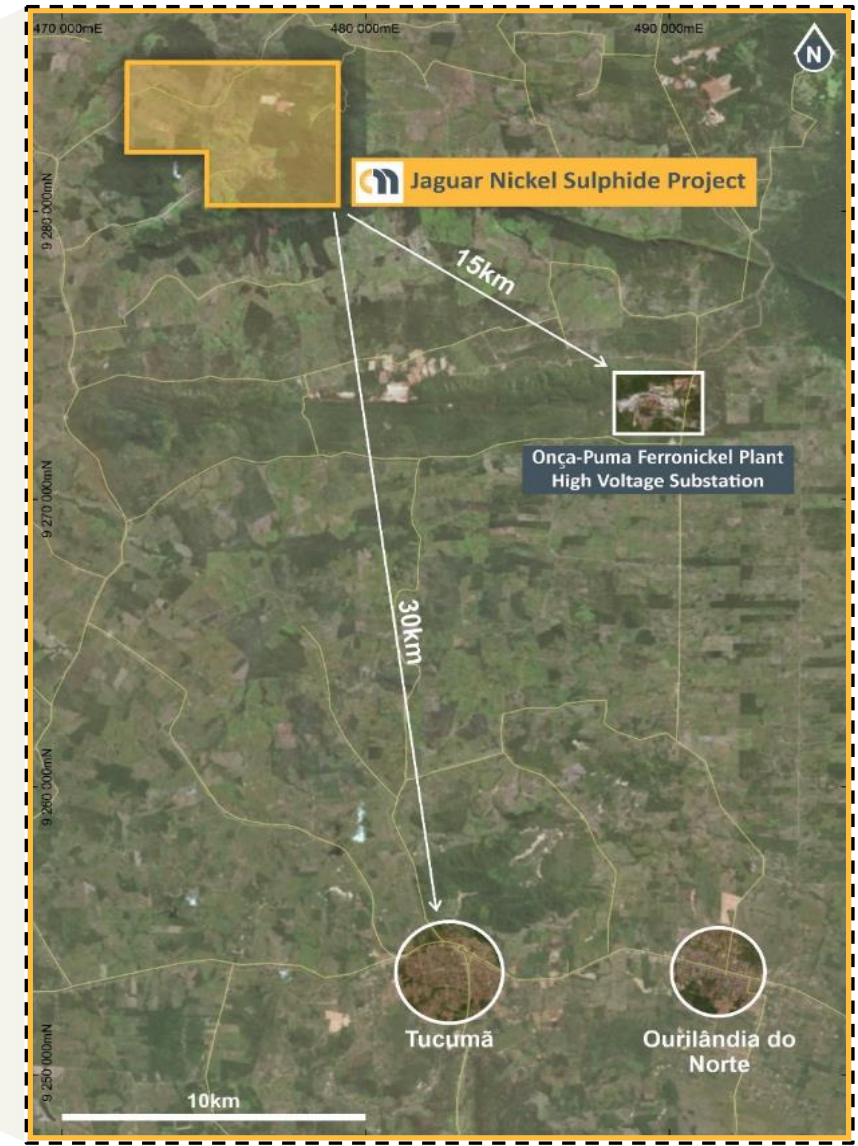 470 000mE
480 000mE
490 000mE
N
Jaguar Nickel Sulphide Project
9 280 000mN
15km
Onça-Puma Ferronickel Plant
High Voltage Substation
9 270 000mN
30km
9 260 000mN
Tucumã
Ourilândia do
Norte
9 250 000mN
10km